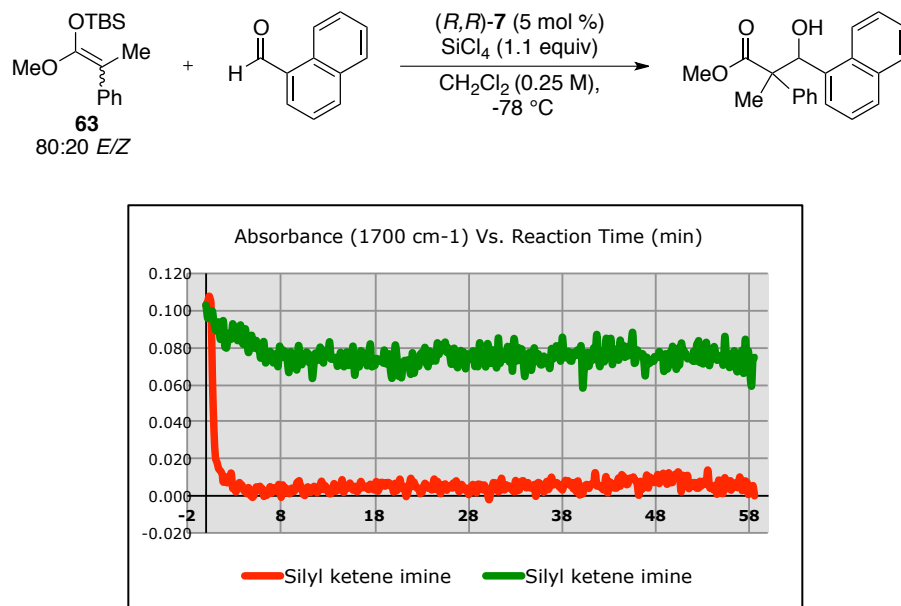 OTBS
MeO
Me
Ph
63
80:20 E/Z
+
O
H
(R,R)-7 (5 mol %)
SiCl4 (1.1 equiv)
CH2Cl2 (0.25 M),
-78 °C
O
OH
MeO
Me
Ph
Absorbance (1700 cm-1) Vs. Reaction Time (min)
0.120
0.100
0.080
0.060
0.040
0.020
0.000
-0.020
-2 8 18 28 38 48 58
Silyl ketene imine Silyl ketene imine